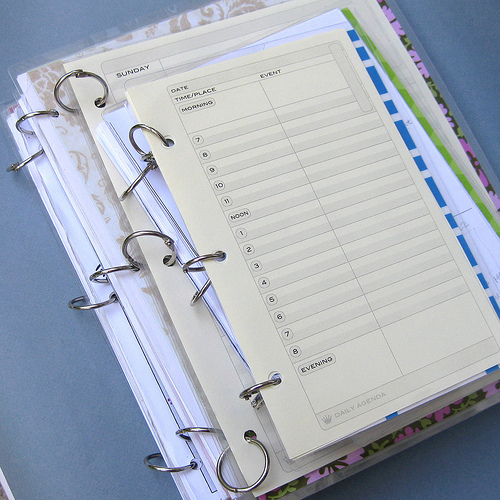 SUNDAY
DATE EVENT
TIME/PLACE
MORNING
7
8
9
10
11
NOON
1
2
3
4
5
6
7
8
EVENING
DAILY AGENDA